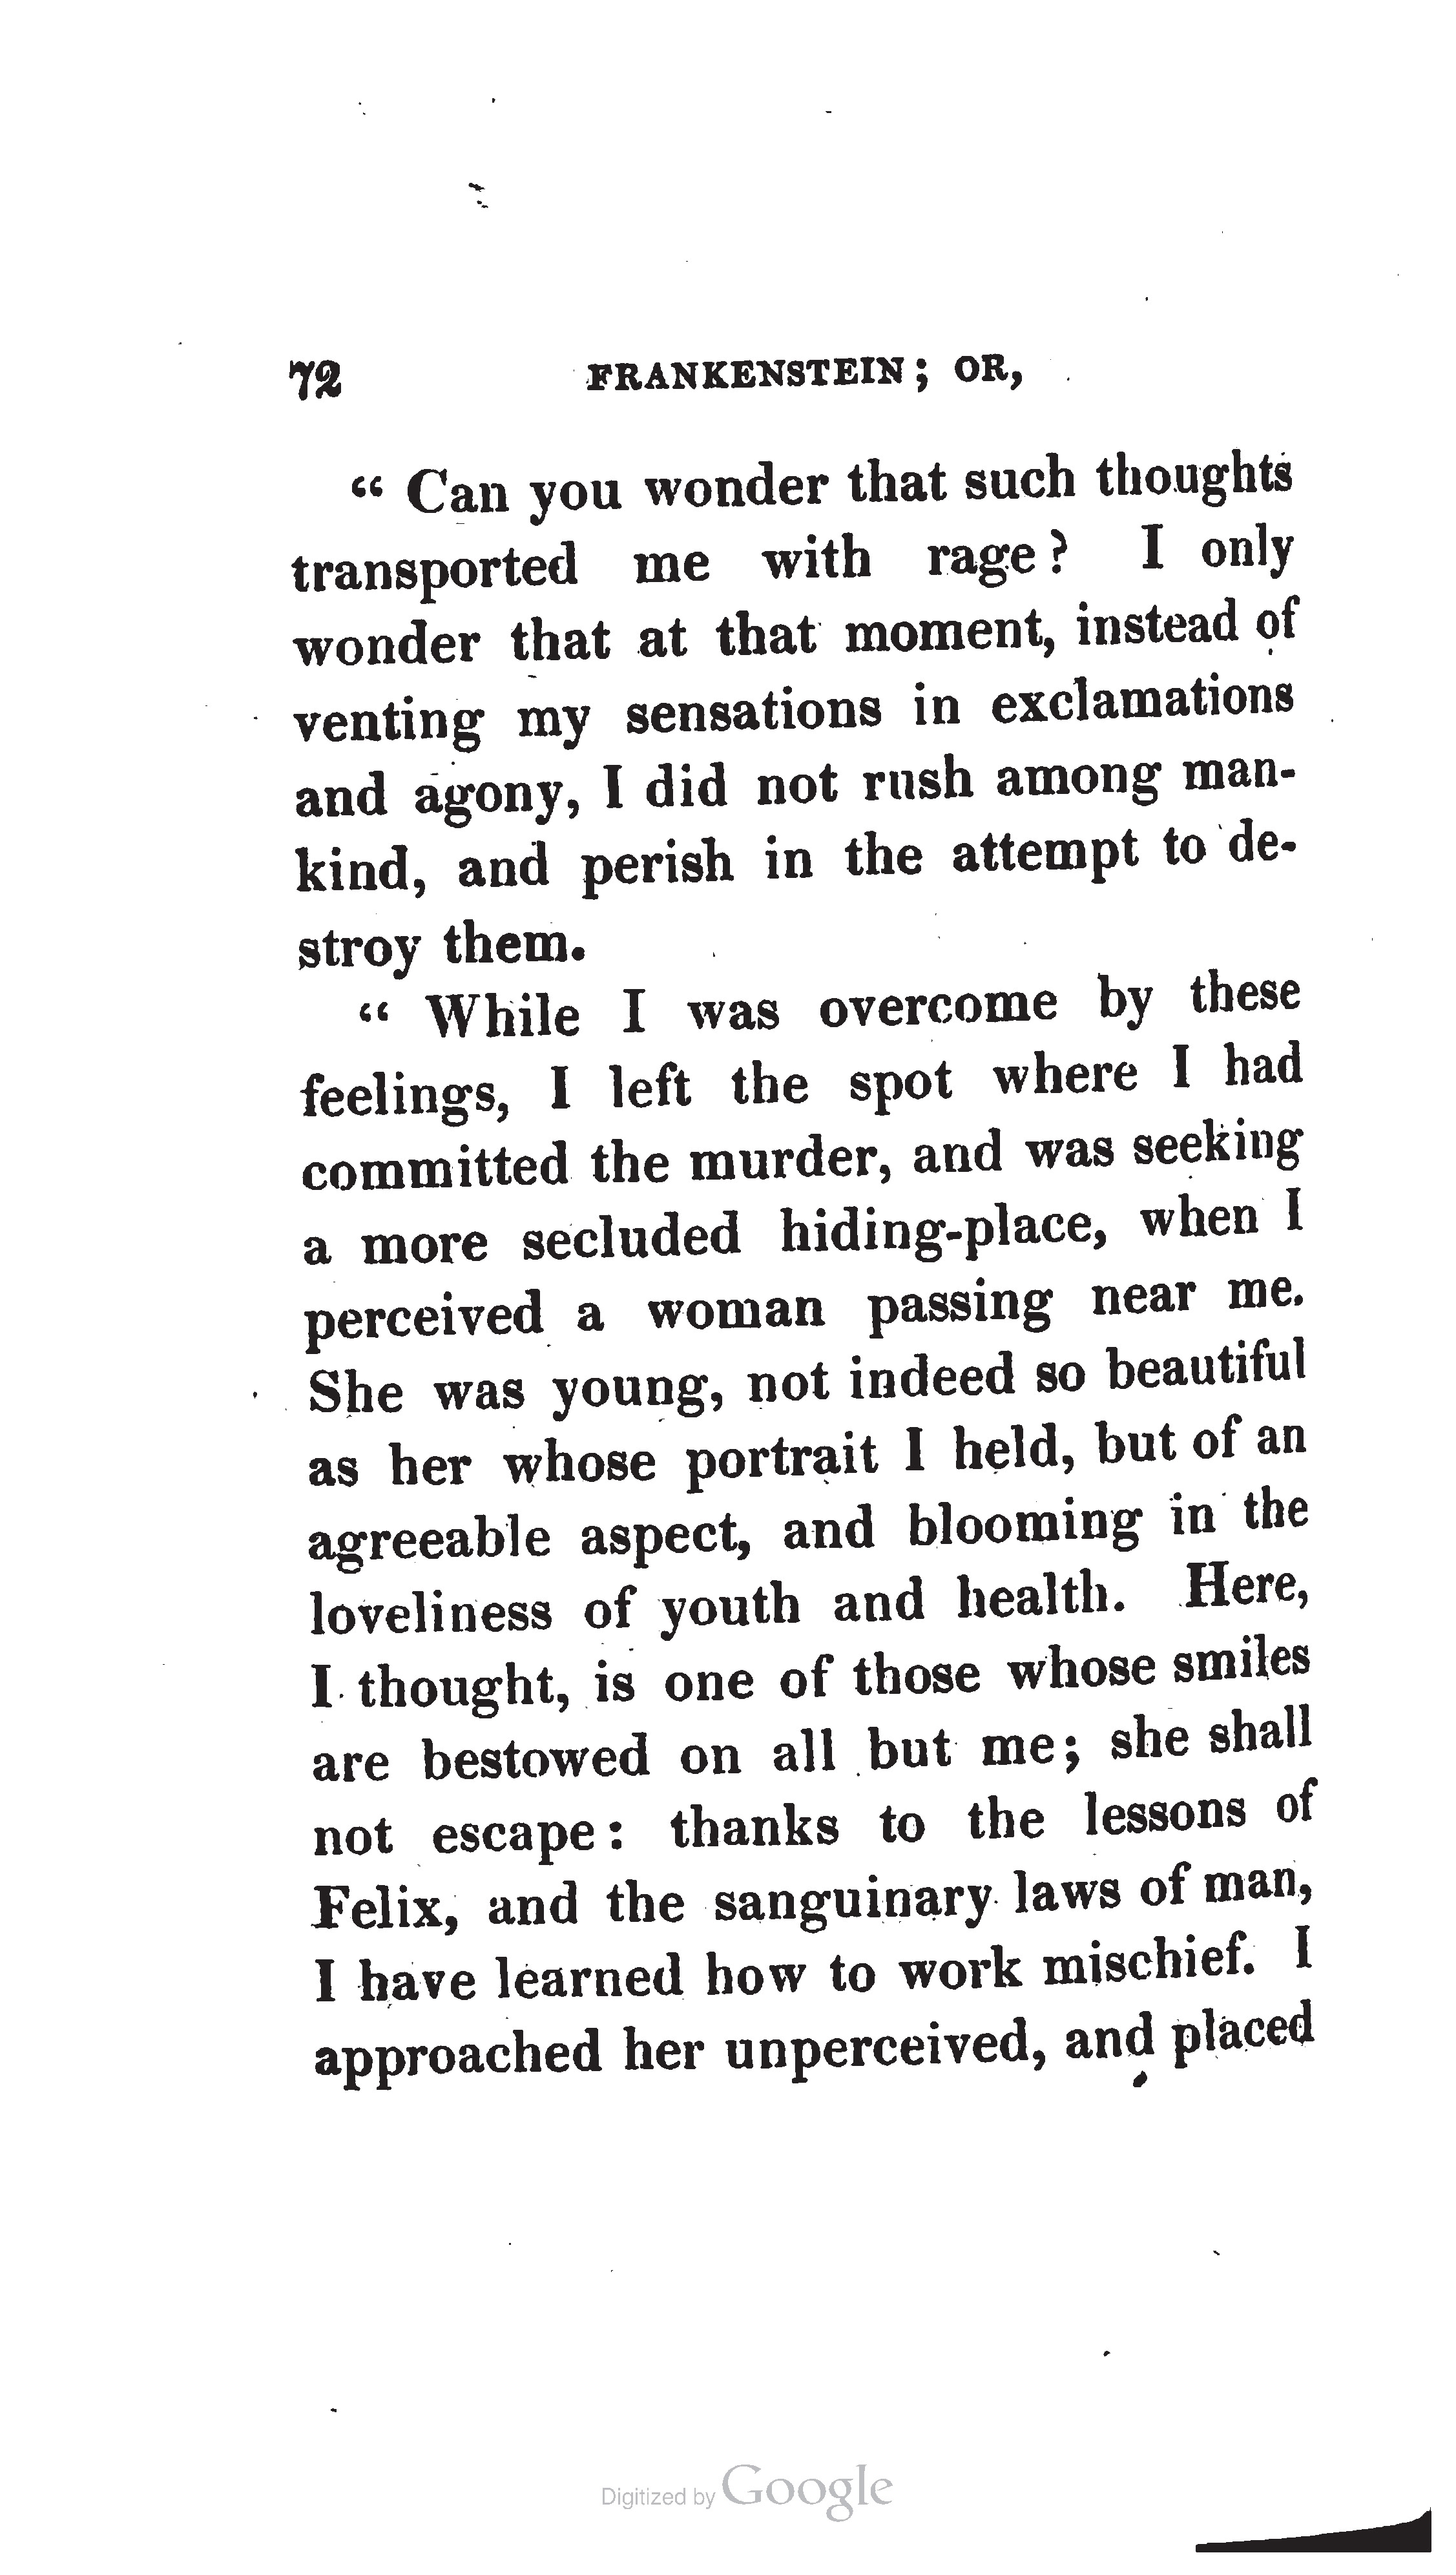 72 FRANKENSTEIN; OR,
“ Can you wonder that such thoughts
transported me with rage? I only
wonder that at that moment, instead of
venting my sensations in exclamations
and agony, I did not rush among man-
kind, and perish in the attempt to de-
stroy them.
“ While I was overcome by these
feelings, I left the spot where I had
committed the murder, and was seeking
a more secluded hiding-place, when I
perceived a woman passing near me.
She was young, not indeed so beautiful
as her whose portrait I held, but of an
agreeable aspect, and blooming in the
loveliness of youth and health. Here,
I thought, is one of those whose smiles
are bestowed on all but me; she shall
not escape: thanks to the lessons of
Felix, and the sanguinary laws of man,
I have learned how to work mischief. I
approached her unperceived, and placed
Digitized by Google